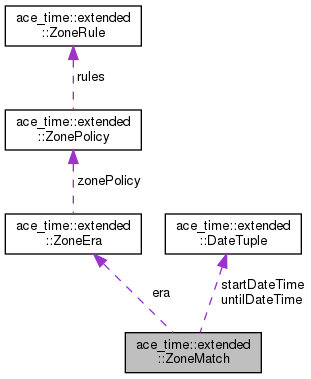 ace_time::extended
::ZoneRule
rules
ace_time::extended
::ZonePolicy
zonePolicy
ace_time::extended
::ZoneEra
ace_time::extended
::DateTuple
era
startDateTime
untilDateTime
ace_time::extended
::ZoneMatch